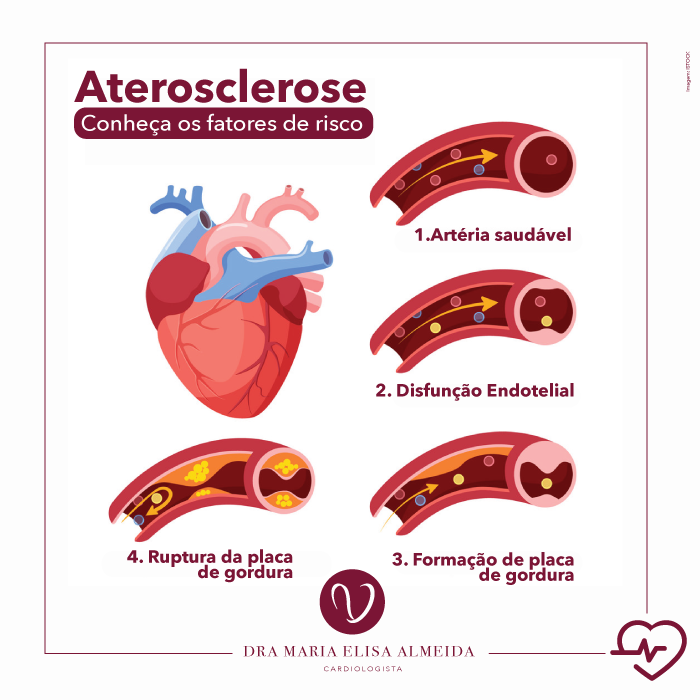 Aterosclerose
Conheça os fatores de risco
Imagem: ISTOCK
1.Artéria saudável
2. Disfunção Endotelial
4. Ruptura da placa
de gordura
3. Formação de placa
de gordura
DRA MARIA ELISA ALMEIDA
CARDIOLOGISTA